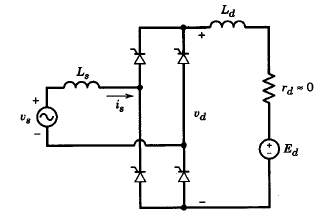 L_d
+
L_s
r_d ≈ 0
+
i_s
v_s
v_d
−
+
−
E_d
−